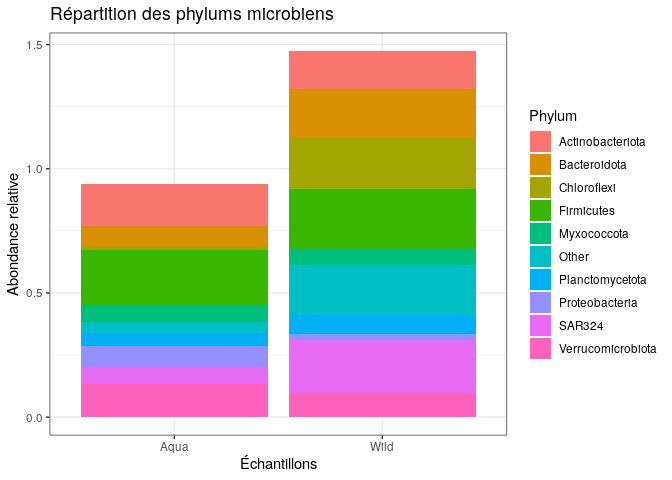 Répartition des phylums microbiens
1.5
1.0
0.5
0.0
Abondance relative
Aqua
Wild
Échantillons
Phylum
Actinobacteriota
Bacteroidota
Chloroflexi
Firmicutes
Myxococcota
Other
Planctomycetota
Proteobacteria
SAR324
Verrucomicrobiota